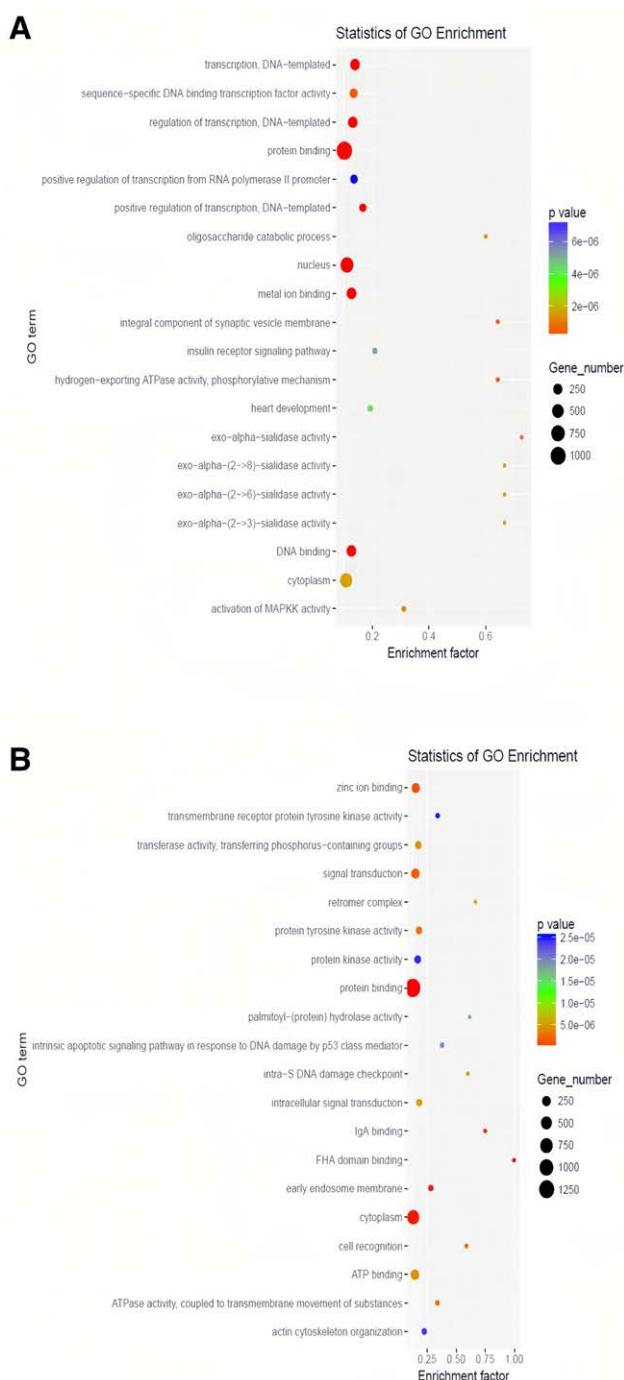 A
Statistics of GO Enrichment
transcription, DNA-templated
sequence-specific DNA binding transcription factor activity
regulation of transcription, DNA-templated
protein binding
positive regulation of transcription from RNA polymerase II promoter
positive regulation of transcription, DNA-templated
oligosaccharide catabolic process
nucleus
metal ion binding
integral component of synaptic vesicle membrane
insulin receptor signaling pathway
hydrogen-exporting ATPase activity, phosphorylative mechanism
heart development
exo-alpha-sialidase activity
exo-alpha-(2->8)-sialidase activity
exo-alpha-(2->6)-sialidase activity
exo-alpha-(2->3)-sialidase activity
DNA binding
cytoplasm
activation of MAPKK activity
GO term
0.2 0.4 0.6
Enrichment factor
p value
6e-06
4e-06
2e-06
Gene_number
250
500
750
1000
B
Statistics of GO Enrichment
zinc ion binding
transmembrane receptor protein tyrosine kinase activity
transferase activity, transferring phosphorus-containing groups
signal transduction
retromer complex
protein tyrosine kinase activity
protein kinase activity
protein binding
palmitoyl-(protein) hydrolase activity
intrinsic apoptotic signaling pathway in response to DNA damage by p53 class mediator
intra-S DNA damage checkpoint
intracellular signal transduction
IgA binding
FHA domain binding
early endosome membrane
cytoplasm
cell recognition
ATP binding
ATPase activity, coupled to transmembrane movement of substances
actin cytoskeleton organization
GO term
0.25 0.50 0.75 1.00
Enrichment factor
p value
2.5e-05
2.0e-05
1.5e-05
1.0e-05
5.0e-06
Gene_number
250
500
750
1000
1250